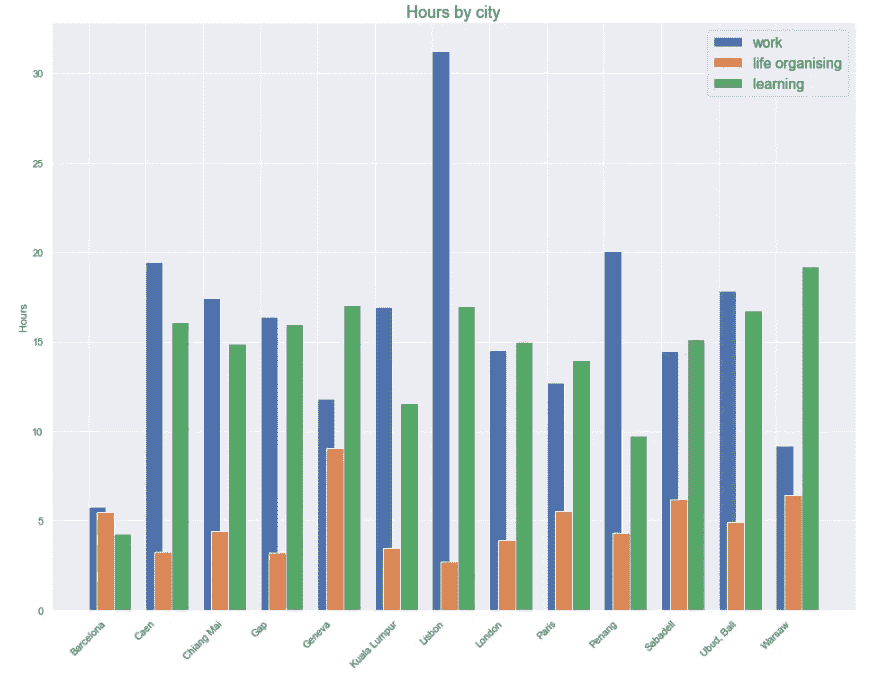 Hours by city
work
life organising
learning
Hours
30
25
20
15
10
5
0
Barcelona
Caen
Chiang Mai
Gap
Geneva
Kuala Lumpur
Lisbon
London
Paris
Penang
Sabadell
Ubud, Bali
Warsaw